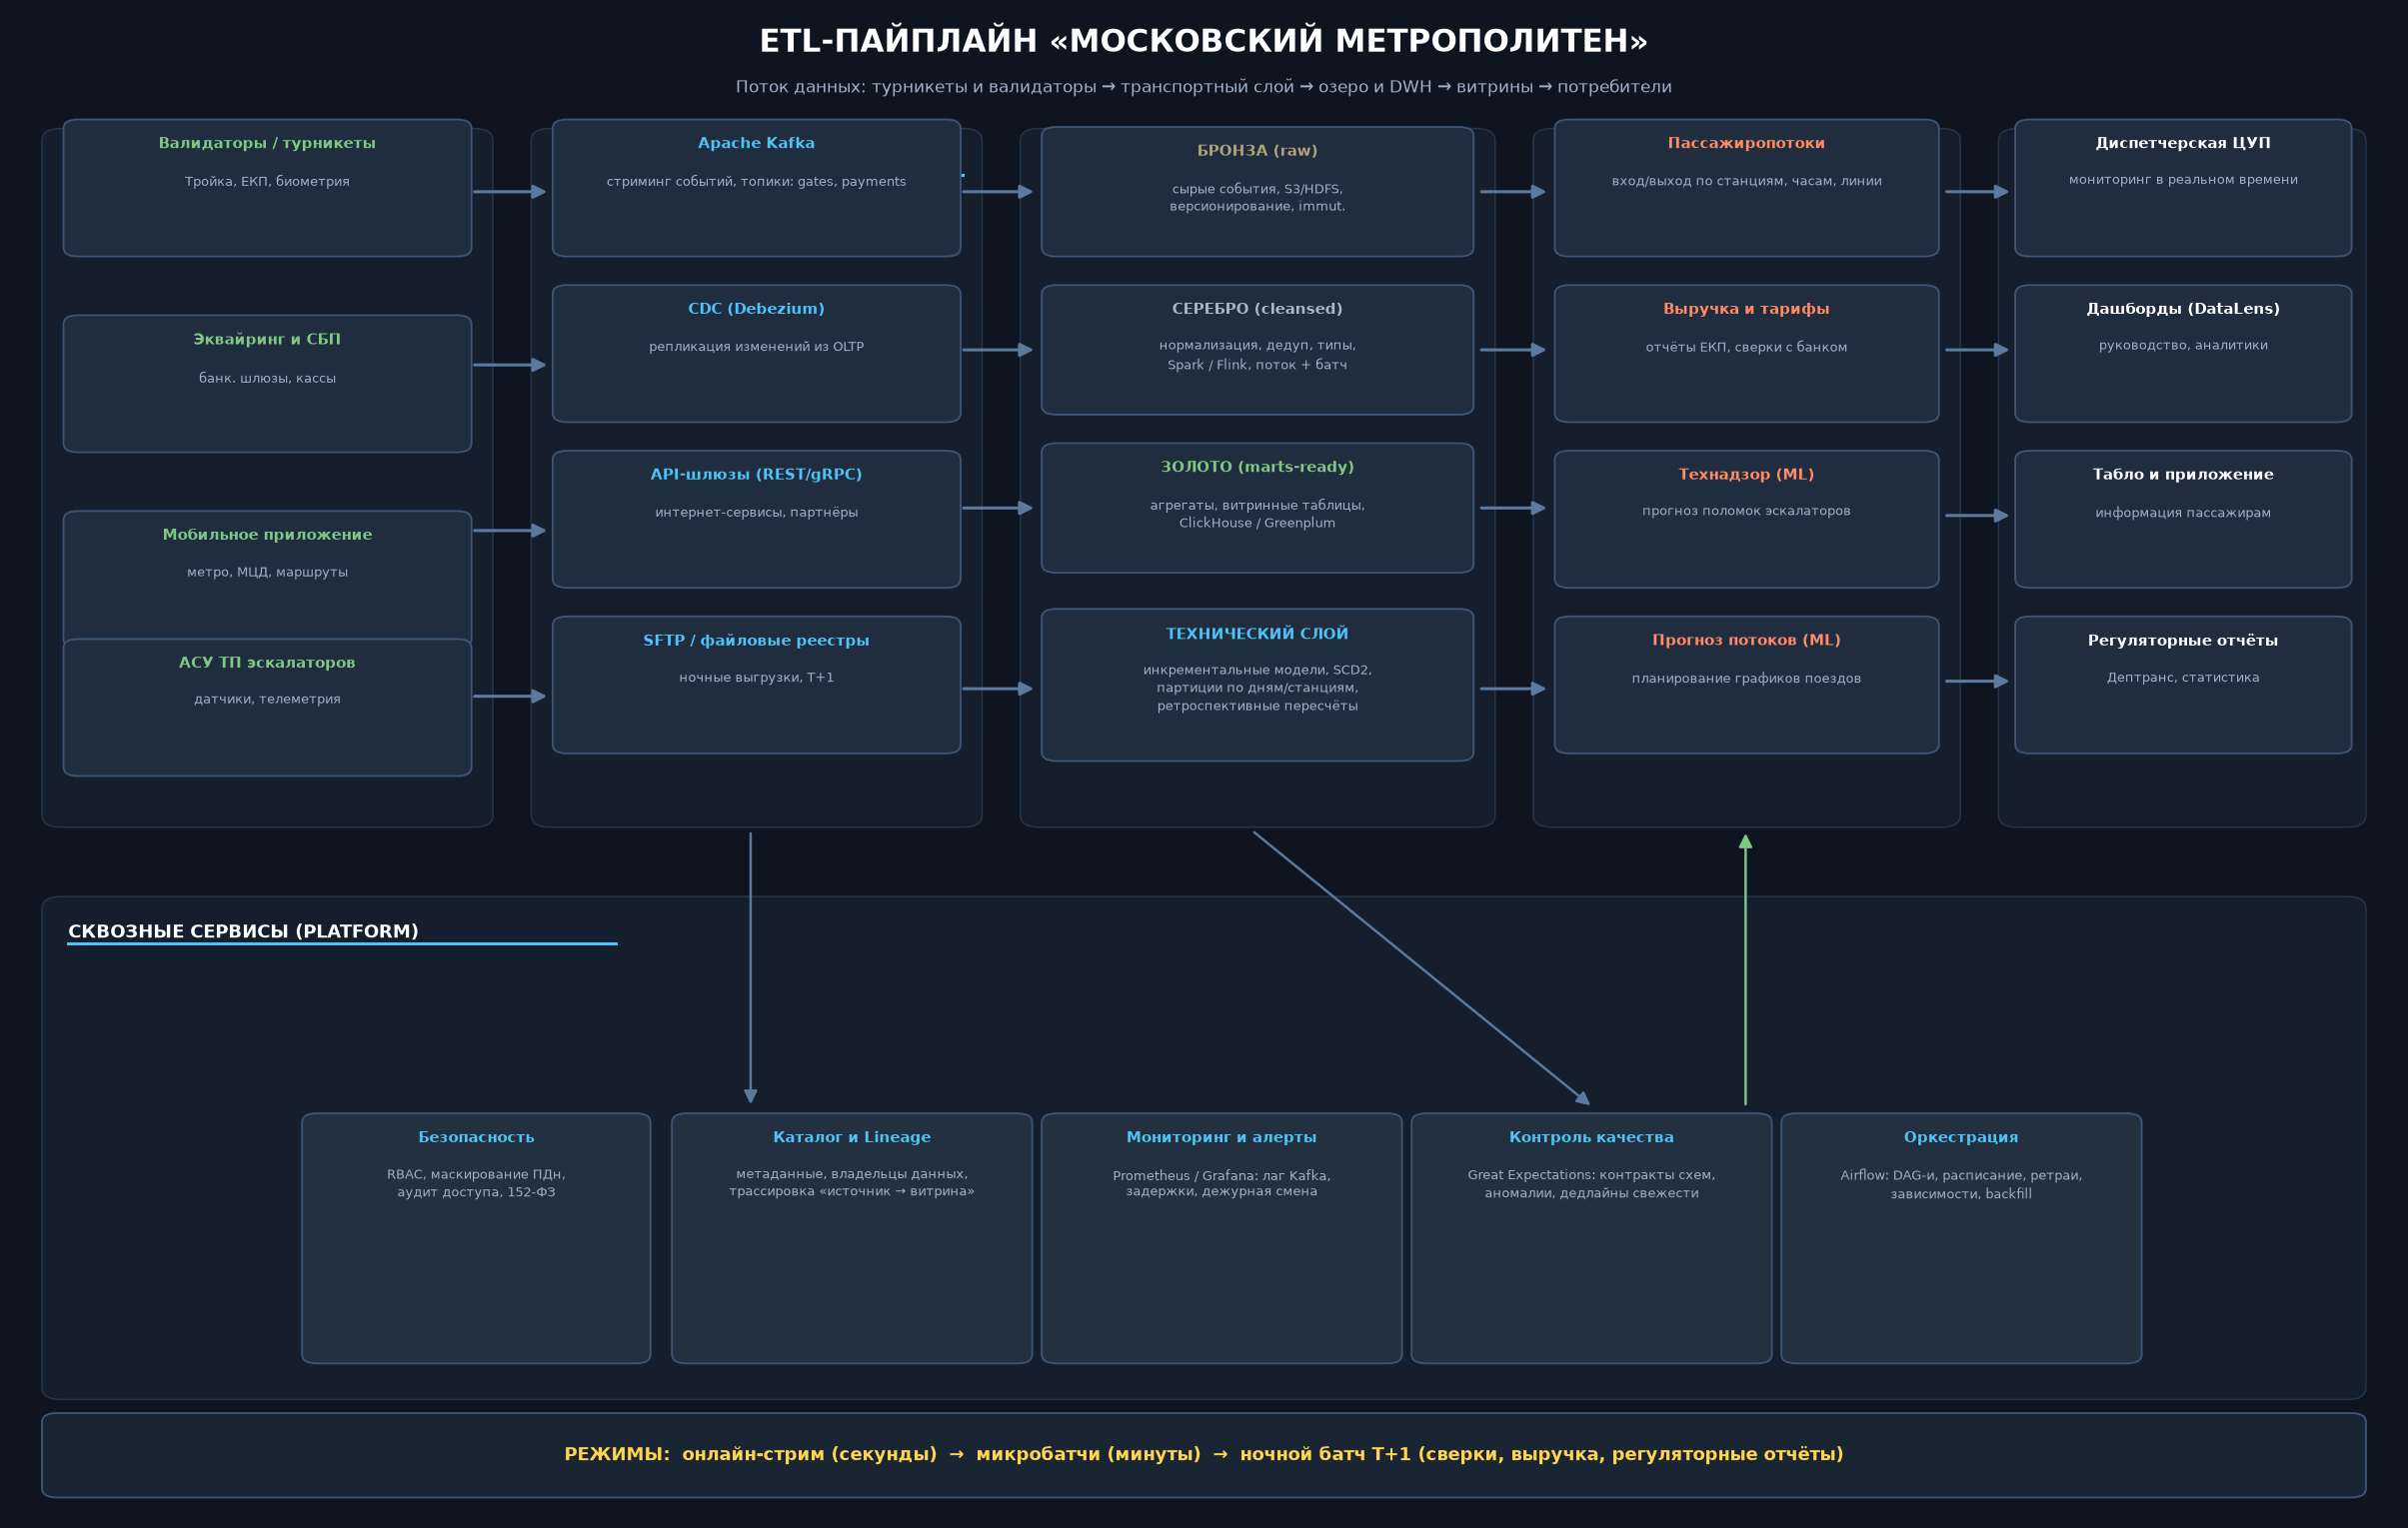 ETL-ПАЙПЛАЙН «МОСКОВСКИЙ МЕТРОПОЛИТЕН»
Поток данных: турникеты и валидаторы → транспортный слой → озеро и DWH → витрины → потребители
Валидаторы / турникеты
Тройка, ЕКП, биометрия
Эквайринг и СБП
банк. шлюзы, кассы
Мобильное приложение
метро, МЦД, маршруты
АСУ ТП эскалаторов
датчики, телеметрия
Apache Kafka
стриминг событий, топики: gates, payments
CDC (Debezium)
репликация изменений из OLTP
API-шлюзы (REST/gRPC)
интернет-сервисы, партнёры
SFTP / файловые реестры
ночные выгрузки, T+1
БРОНЗА (raw)
сырые события, S3/HDFS,
версионирование, immut.
СЕРЕБРО (cleansed)
нормализация, дедуп, типы,
Spark / Flink, поток + батч
ЗОЛОТО (marts-ready)
агрегаты, витринные таблицы,
ClickHouse / Greenplum
ТЕХНИЧЕСКИЙ СЛОЙ
инкрементальные модели, SCD2,
партиции по дням/станциям,
ретроспективные пересчёты
Пассажиропотоки
вход/выход по станциям, часам, линии
Выручка и тарифы
отчёты ЕКП, сверки с банком
Технадзор (ML)
прогноз поломок эскалаторов
Прогноз потоков (ML)
планирование графиков поездов
Диспетчерская ЦУП
мониторинг в реальном времени
Дашборды (DataLens)
руководство, аналитики
Табло и приложение
информация пассажирам
Регуляторные отчёты
Дептранс, статистика
СКВОЗНЫЕ СЕРВИСЫ (PLATFORM)
Безопасность
RBAC, маскирование ПДн,
аудит доступа, 152-ФЗ
Каталог и Lineage
метаданные, владельцы данных,
трассировка «источник → витрина»
Мониторинг и алерты
Prometheus / Grafana: лаг Kafka,
задержки, дежурная смена
Контроль качества
Great Expectations: контракты схем,
аномалии, дедлайны свежести
Оркестрация
Airflow: DAG-и, расписание, ретраи,
зависимости, backfill
РЕЖИМЫ: онлайн-стрим (секунды) → микробатчи (минуты) → ночной батч T+1 (сверки, выручка, регуляторные отчёты)